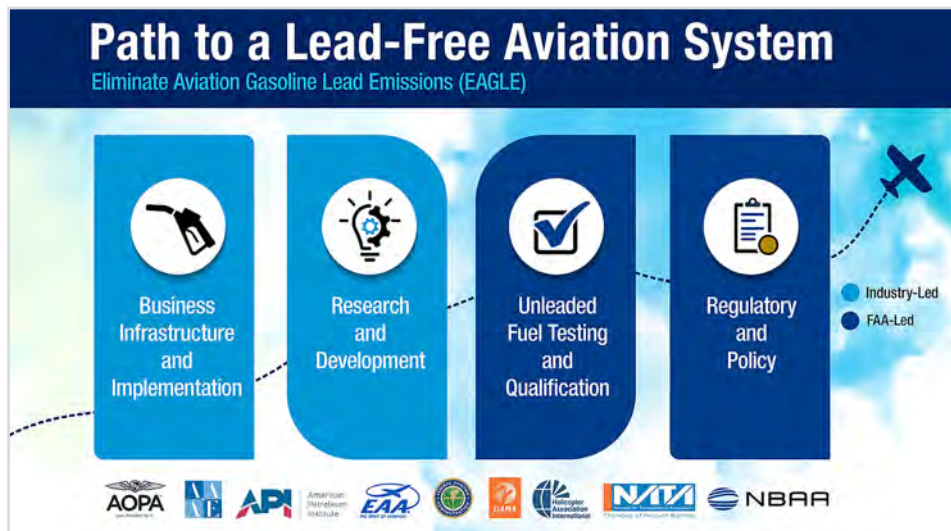 Path to a Lead-Free Aviation System
Eliminate Aviation Gasoline Lead Emissions (EAGLE)
Business
Infrastructure
and
Implementation
Research
and
Development
Unleaded
Fuel Testing
and
Qualification
Regulatory
and
Policy
Industry-Led
FAA-Led
AOPA
AAAE
API
American
Petroleum
Institute
EAA
GAMA
Helicopter
Association
International
NATA
NBAA